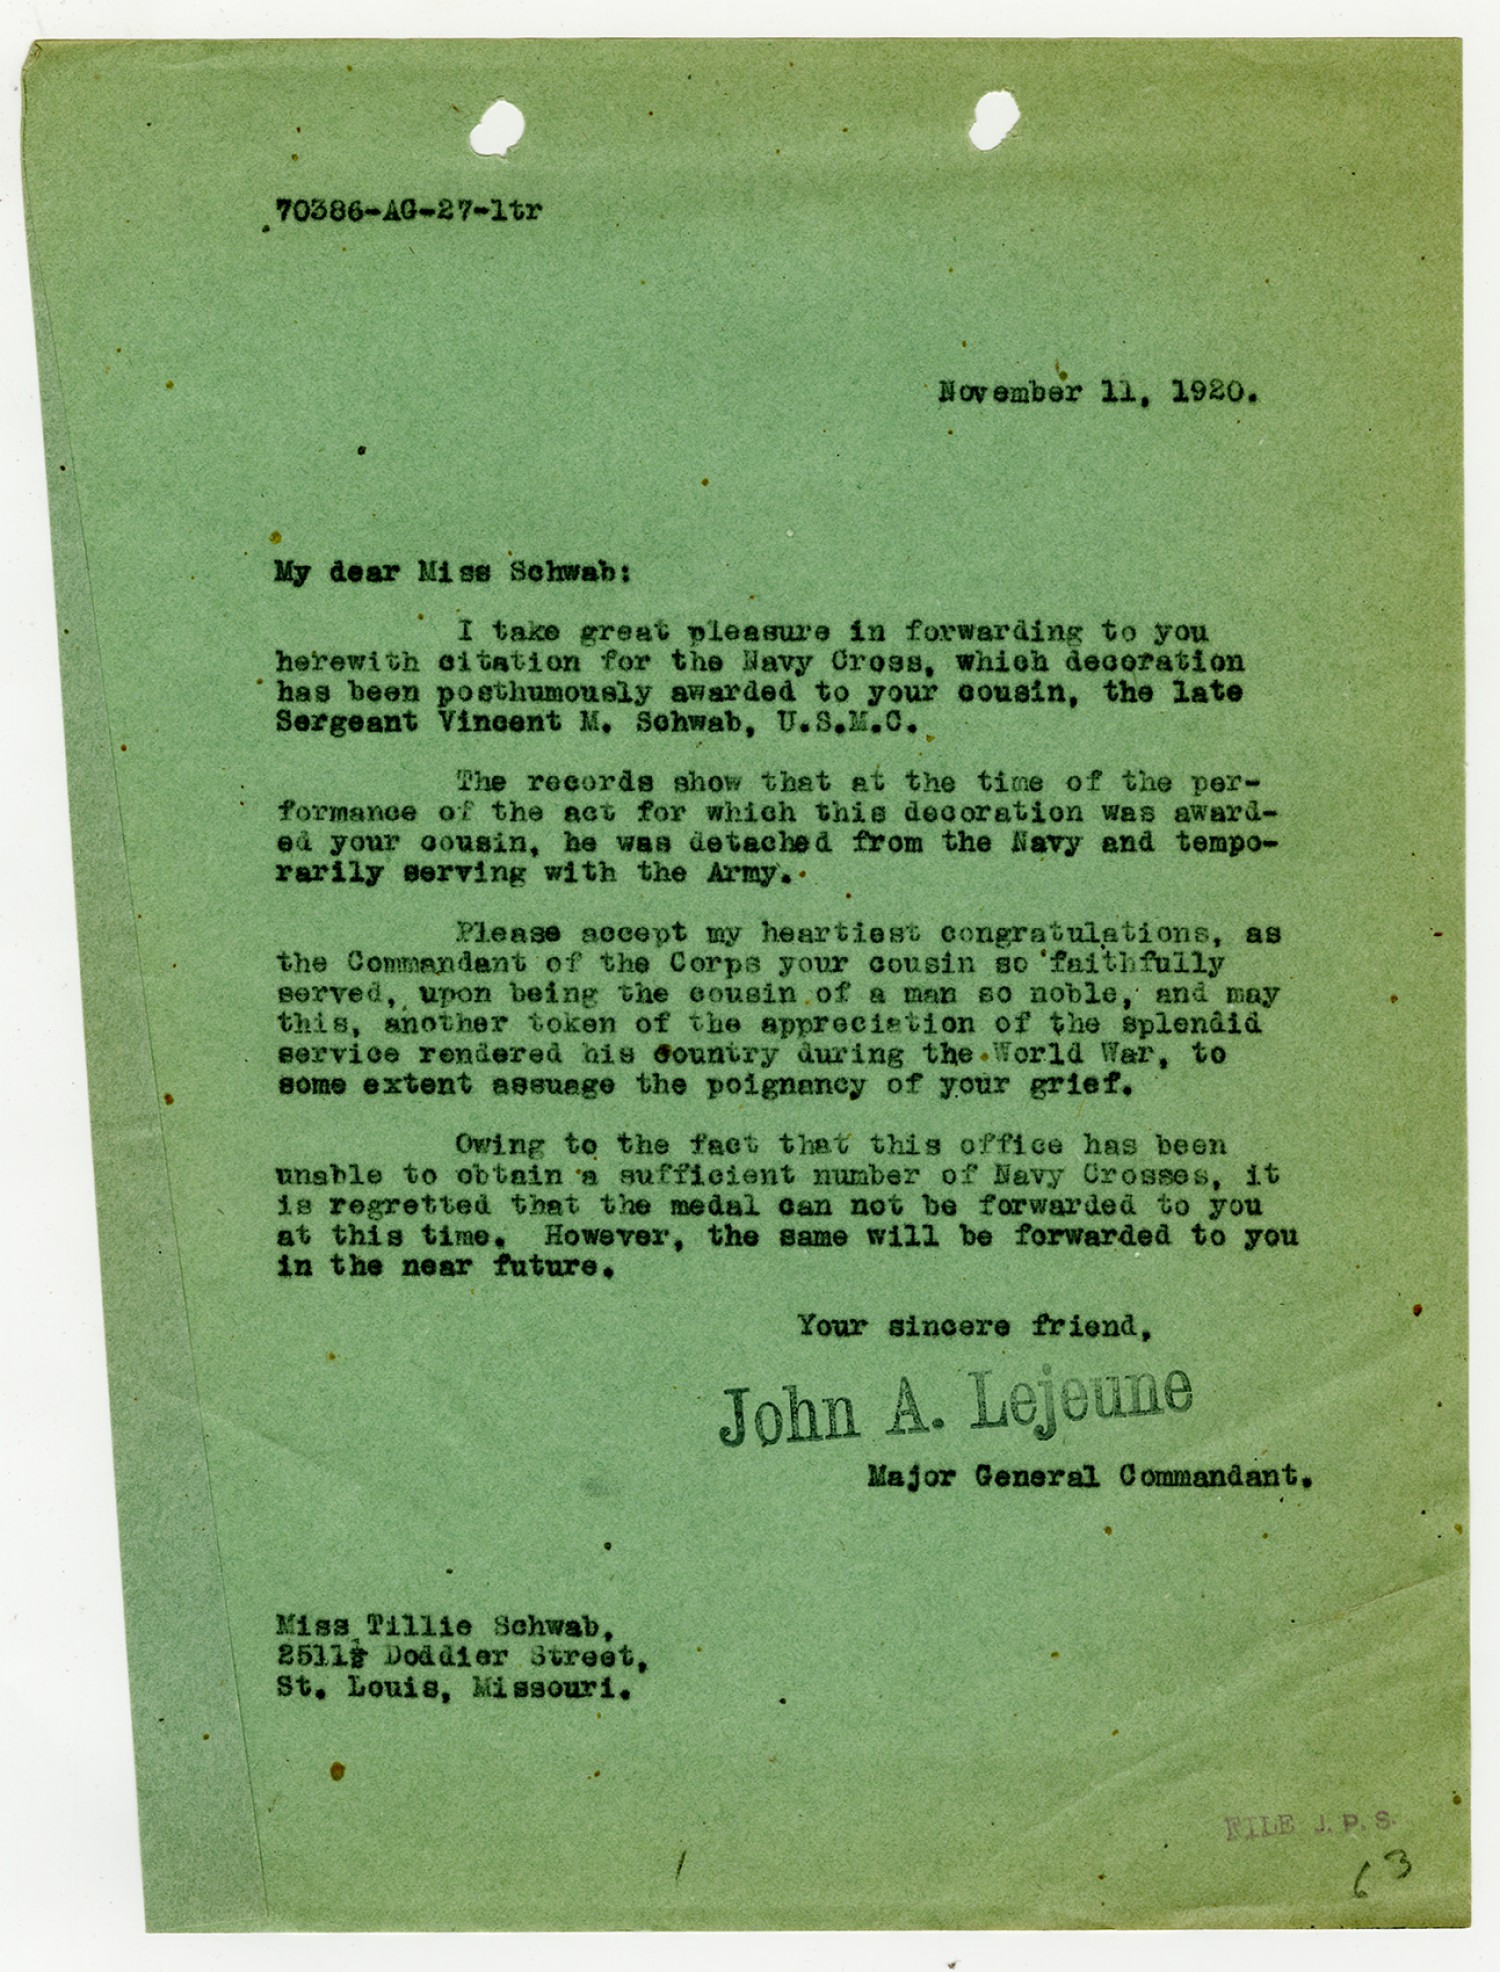 70386-AG-27-ltr
November 11, 1920.
My dear Miss Schwab:
I take great pleasure in forwarding to you
herewith citation for the Navy Cross, which decoration
has been posthumously awarded to your cousin, the late
Sergeant Vincent M. Schwab, U.S.M.C.
The records show that at the time of the per-
formance of the act for which this decoration was award-
ed your cousin, he was detached from the Navy and tempo-
rarily serving with the Army.
Please accept my heartiest congratulations, as
the Commandant of the Corps your cousin so faithfully
served, upon being the cousin of a man so noble, and may
this, another token of the appreciation of the splendid
service rendered his country during the World War, to
some extent assuage the poignancy of your grief.
Owing to the fact that this office has been
unable to obtain a sufficient number of Navy Crosses, it
is regretted that the medal can not be forwarded to you
at this time. However, the same will be forwarded to you
in the near future.
Your sincere friend,
John A. Lejeune
Major General Commandant.
Miss Tillie Schwab,
2511½ Doddier Street,
St. Louis, Missouri.
FILE J. P. S.
63